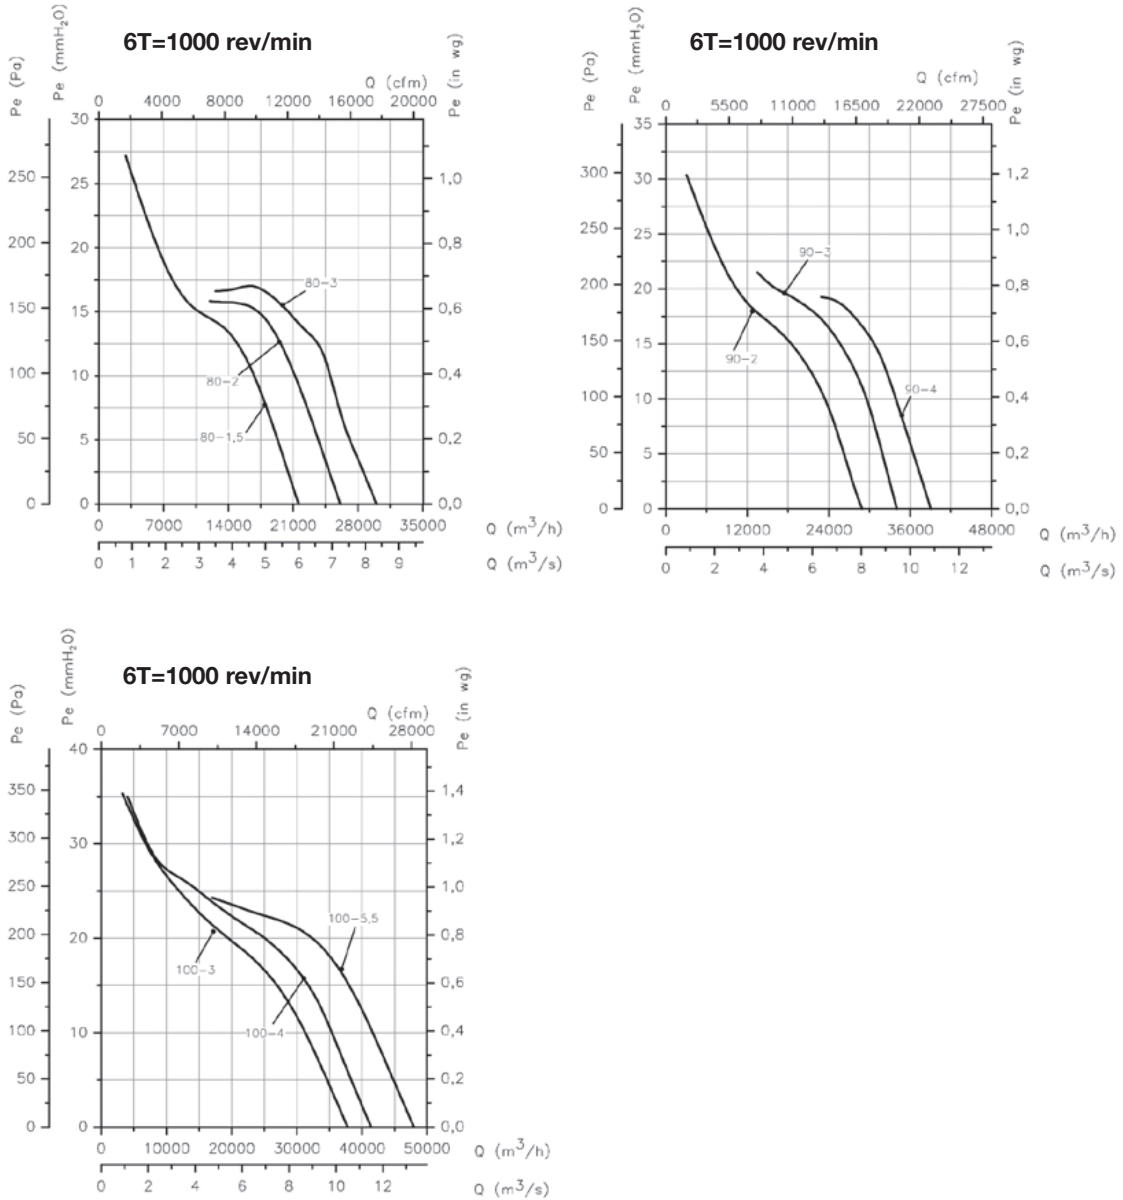 6T=1000 rev/min
Pe (Pa)
Pe (mmH2O)
Pe (in wg)
Q (cfm)
0 4000 8000 12000 16000 20000
30
250 25 1,0
200 20 0,8
150 15 0,6
100 10 0,4
50 5 0,2
0 0 0,0
80-3
80-2
80-1,5
0 7000 14000 21000 28000 35000 Q (m³/h)
0 1 2 3 4 5 6 7 8 9 Q (m³/s)
6T=1000 rev/min
Pe (Pa)
Pe (mmH2O)
Pe (in wg)
Q (cfm)
0 5500 11000 16500 22000 27500
35
300 30 1,2
250 25 1,0
200 20 0,8
150 15 0,6
100 10 0,4
50 5 0,2
0 0 0,0
90-3
90-2
90-4
0 12000 24000 36000 48000 Q (m³/h)
0 2 4 6 8 10 12 Q (m³/s)
6T=1000 rev/min
Pe (Pa)
Pe (mmH2O)
Pe (in wg)
Q (cfm)
0 7000 14000 21000 28000
40
350 1,4
300 30 1,2
250 1,0
200 20 0,8
150 0,6
100 10 0,4
50 0,2
0 0 0,0
100-5,5
100-3
100-4
0 10000 20000 30000 40000 50000 Q (m³/h)
0 2 4 6 8 10 12 Q (m³/s)